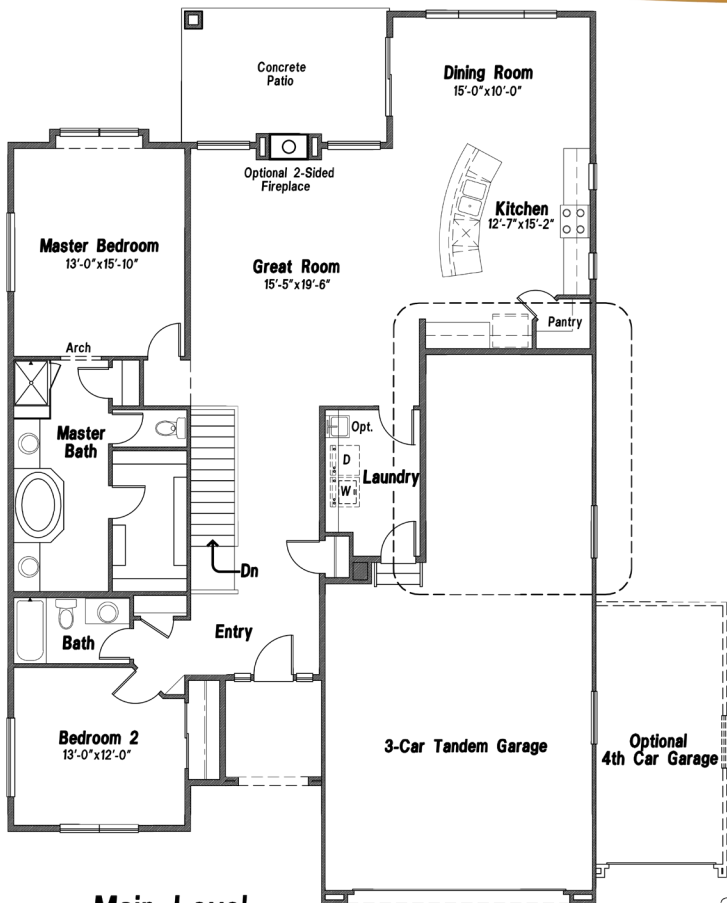 Concrete
Patio
Dining Room
15'-0"x10'-0"
Optional 2-Sided
Fireplace
Kitchen
12'-7"x15'-2"
Master Bedroom
13'-0"x15'-10"
Great Room
15'-5"x19'-6"
Pantry
Arch
Master
Bath
Opt.
D
Laundry
W
Dn
Entry
Bath
Bedroom 2
13'-0"x12'-0"
3-Car Tandem Garage
Optional
4th Car Garage
Main Level